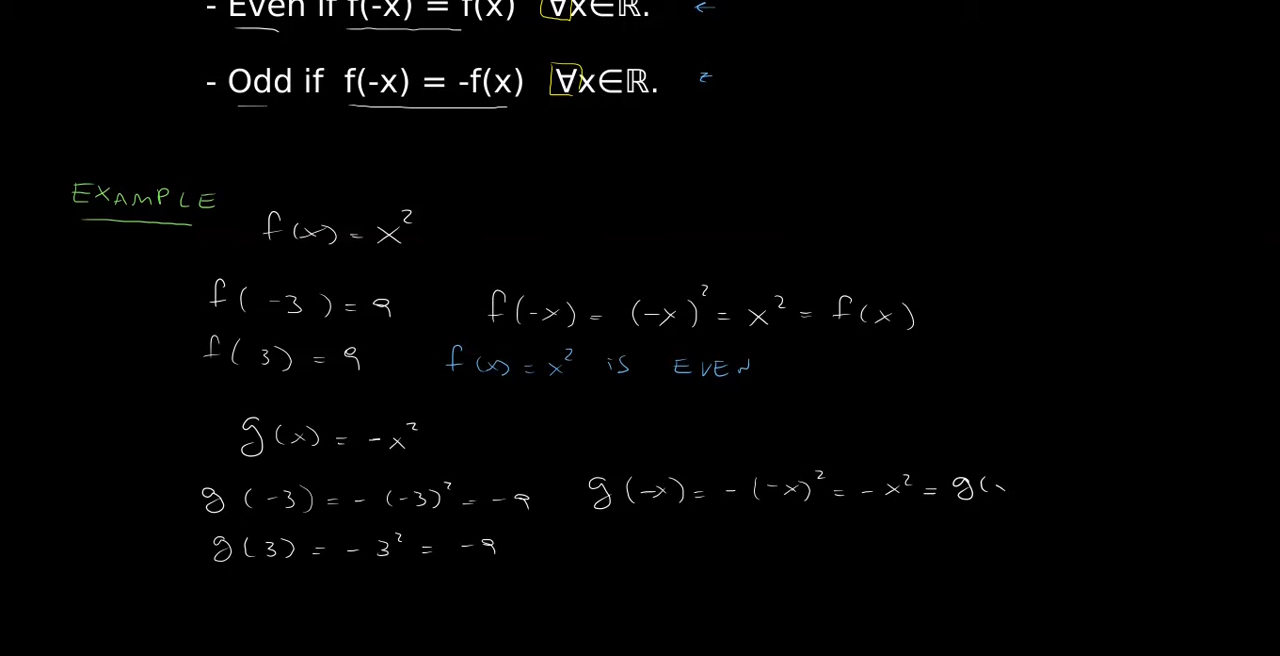 - Even if f(-x) = f(x) ∀x∈ℝ. ←
- Odd if f(-x) = -f(x) ∀x∈ℝ.
EXAMPLE
f(x) = x²
f(-3) = 9 f(-x) = (-x)² = x² = f(x)
f(3) = 9 f(x) = x² is EVEN
g(x) = -x²
g(-3) = -(-3)² = -9 g(-x) = -(-x)² = -x² = g(
g(3) = -3² = -9